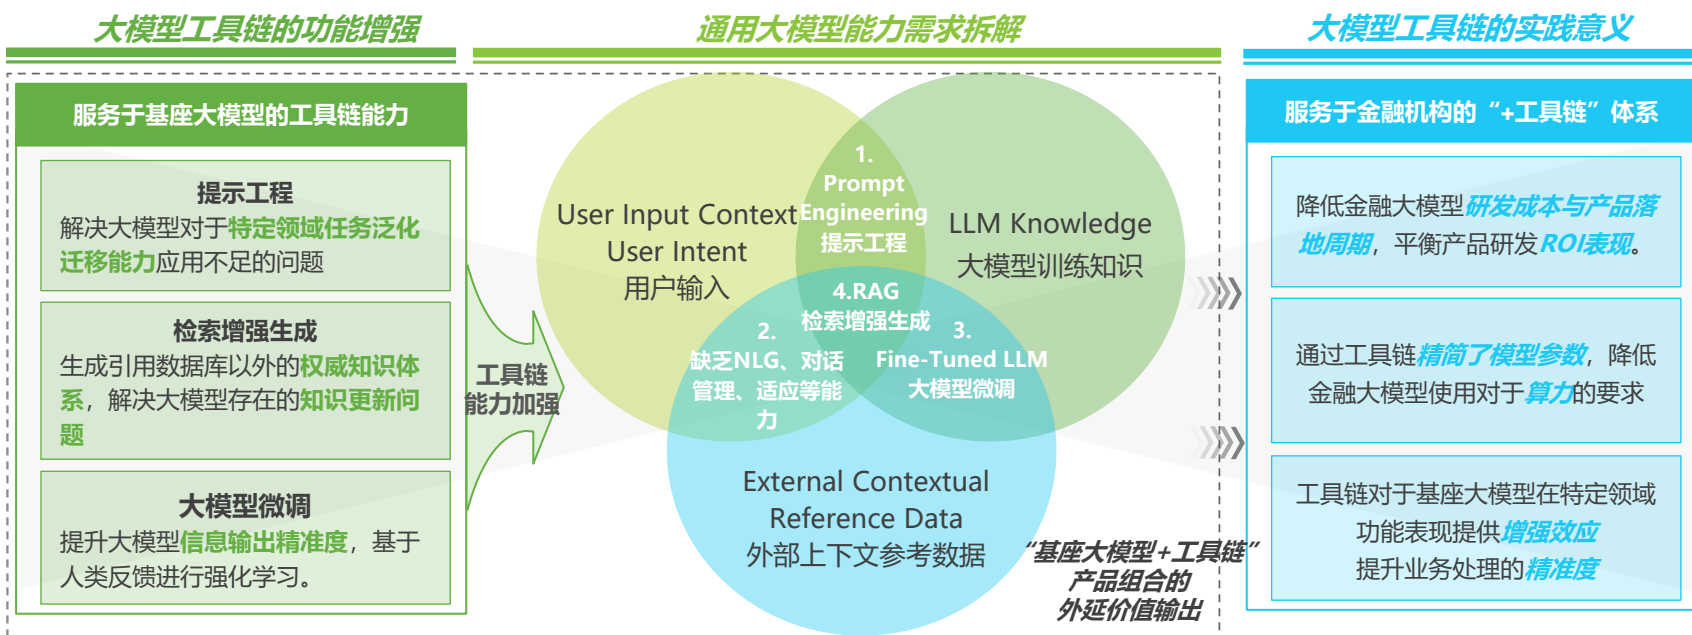 大模型工具链的功能增强
通用大模型能力需求拆解
大模型工具链的实践意义
服务于基座大模型的工具链能力
提示工程
解决大模型对于特定领域任务泛化
迁移能力应用不足的问题
检索增强生成
生成引用数据库以外的权威知识体
系，解决大模型存在的知识更新问
题
大模型微调
提升大模型信息输出精准度，基于
人类反馈进行强化学习。
工具链
能力加强
User Input Context
User Intent
用户输入
1.
Prompt
Engineering
提示工程
LLM Knowledge
大模型训练知识
4.RAG
检索增强生成
2.
缺乏NLG、对话
管理、适应等能
力
3.
Fine-Tuned LLM
大模型微调
External Contextual
Reference Data
外部上下文参考数据
“基座大模型+工具链”
产品组合的
外延价值输出
服务于金融机构的“+工具链”体系
降低金融大模型研发成本与产品落
地周期，平衡产品研发ROI表现。
通过工具链精简了模型参数，降低
金融大模型使用对于算力的要求
工具链对于基座大模型在特定领域
功能表现提供增强效应
提升业务处理的精准度